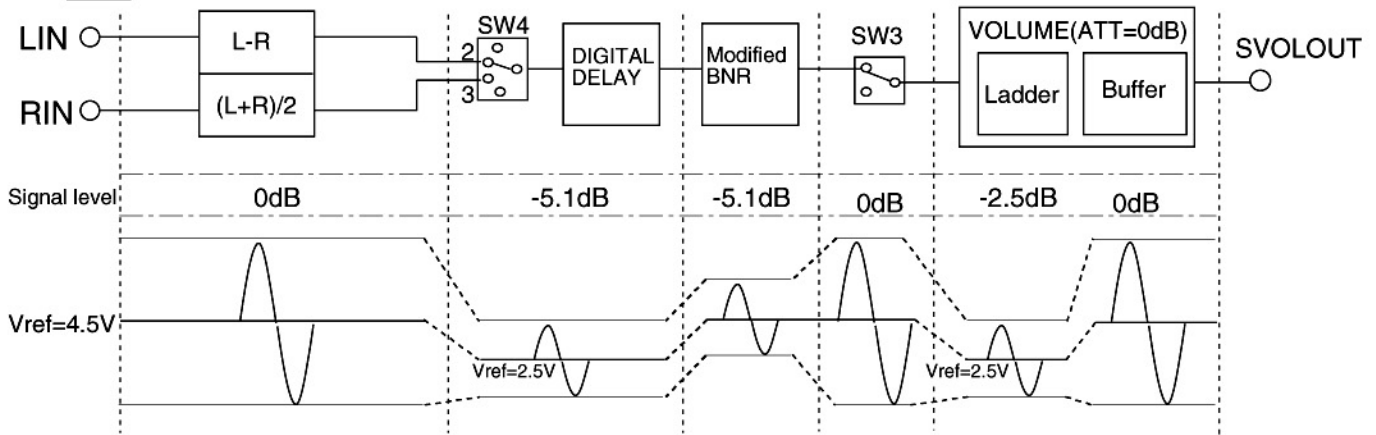 LIN
RIN
L-R
(L+R)/2
SW4
2
3
DIGITAL
DELAY
Modified
BNR
SW3
VOLUME(ATT=0dB)
Ladder
Buffer
SVOLOUT
Signal level
0dB
-5.1dB
-5.1dB
0dB
-2.5dB
0dB
Vref=4.5V
Vref=2.5V
Vref=2.5V